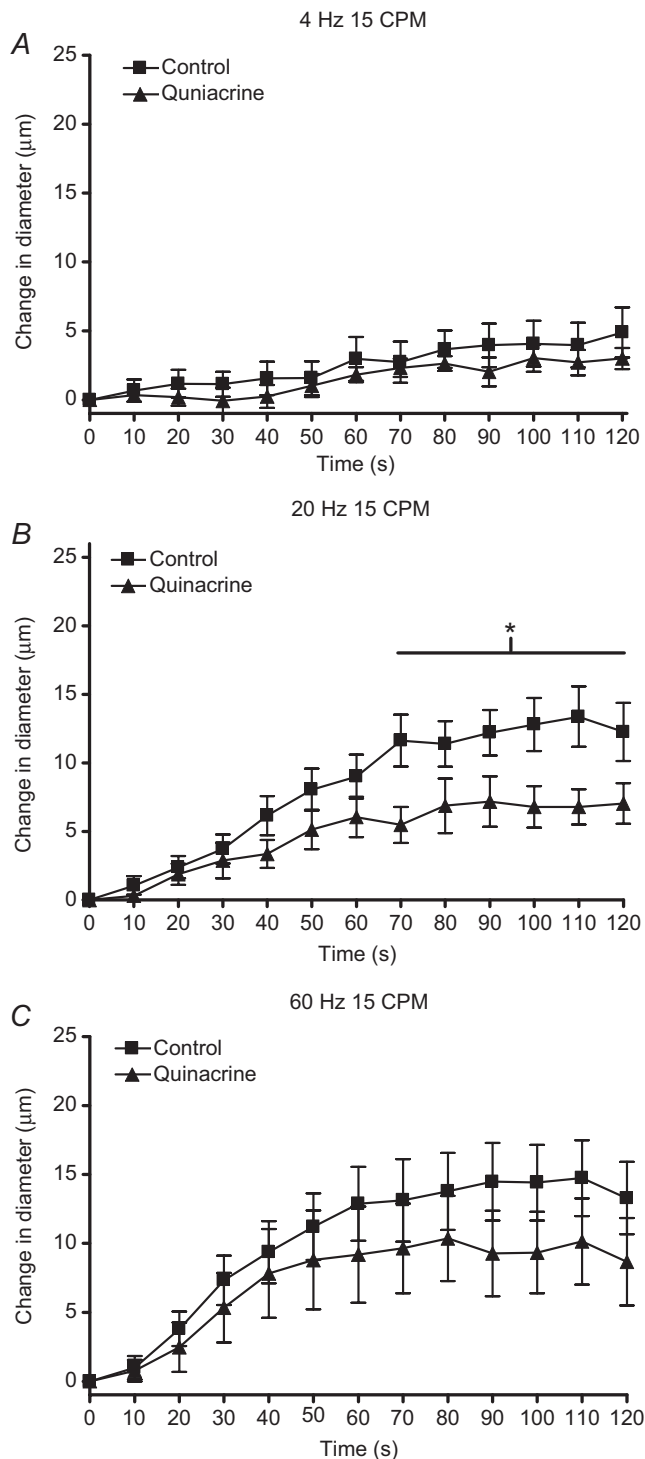 4 Hz 15 CPM
A
25
20
15
10
5
0
Change in diameter (μm)
Control
Quniacrine
0 10 20 30 40 50 60 70 80 90 100 110 120
Time (s)
20 Hz 15 CPM
B
25
20
15
10
5
0
Change in diameter (μm)
Control
Quinacrine
*
0 10 20 30 40 50 60 70 80 90 100 110 120
Time (s)
60 Hz 15 CPM
C
25
20
15
10
5
0
Change in diameter (μm)
Control
Quinacrine
0 10 20 30 40 50 60 70 80 90 100 110 120
Time (s)